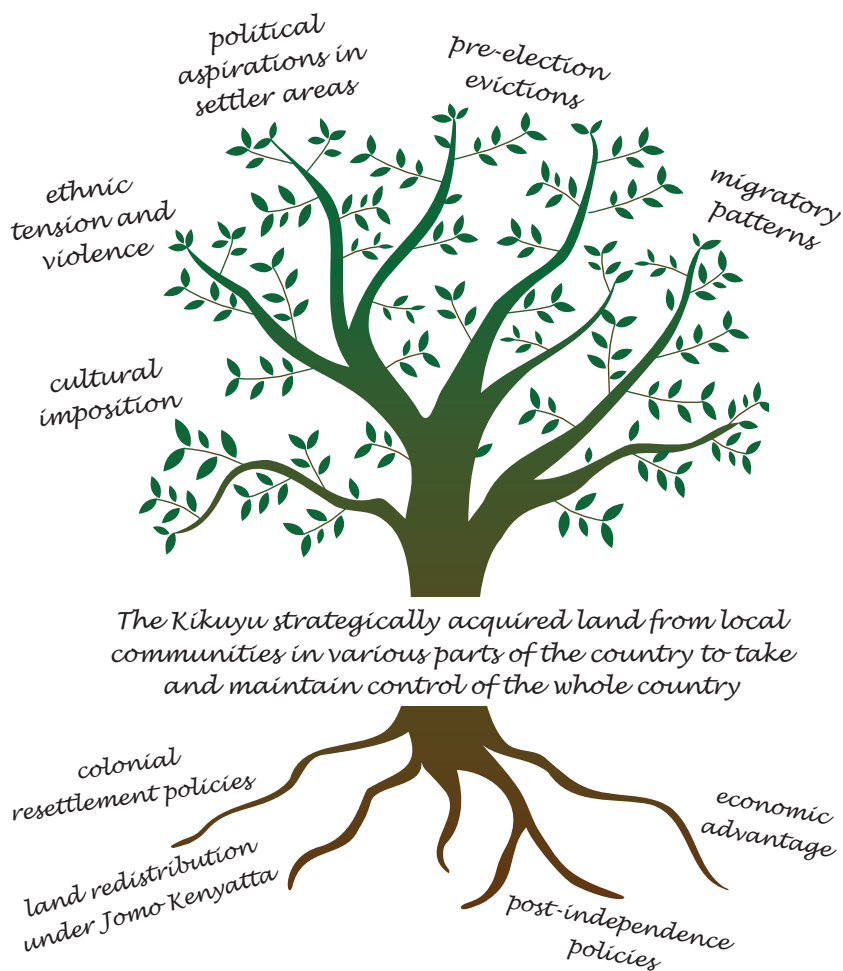 political
aspirations in
settler areas
pre-election
evictions
ethnic
tension and
violence
migratory
patterns
cultural
imposition
The Kikuyu strategically acquired land from local
communities in various parts of the country to take
and maintain control of the whole country
colonial
resettlement policies
economic
advantage
land redistribution
under Jomo Kenyatta
post-independence
policies